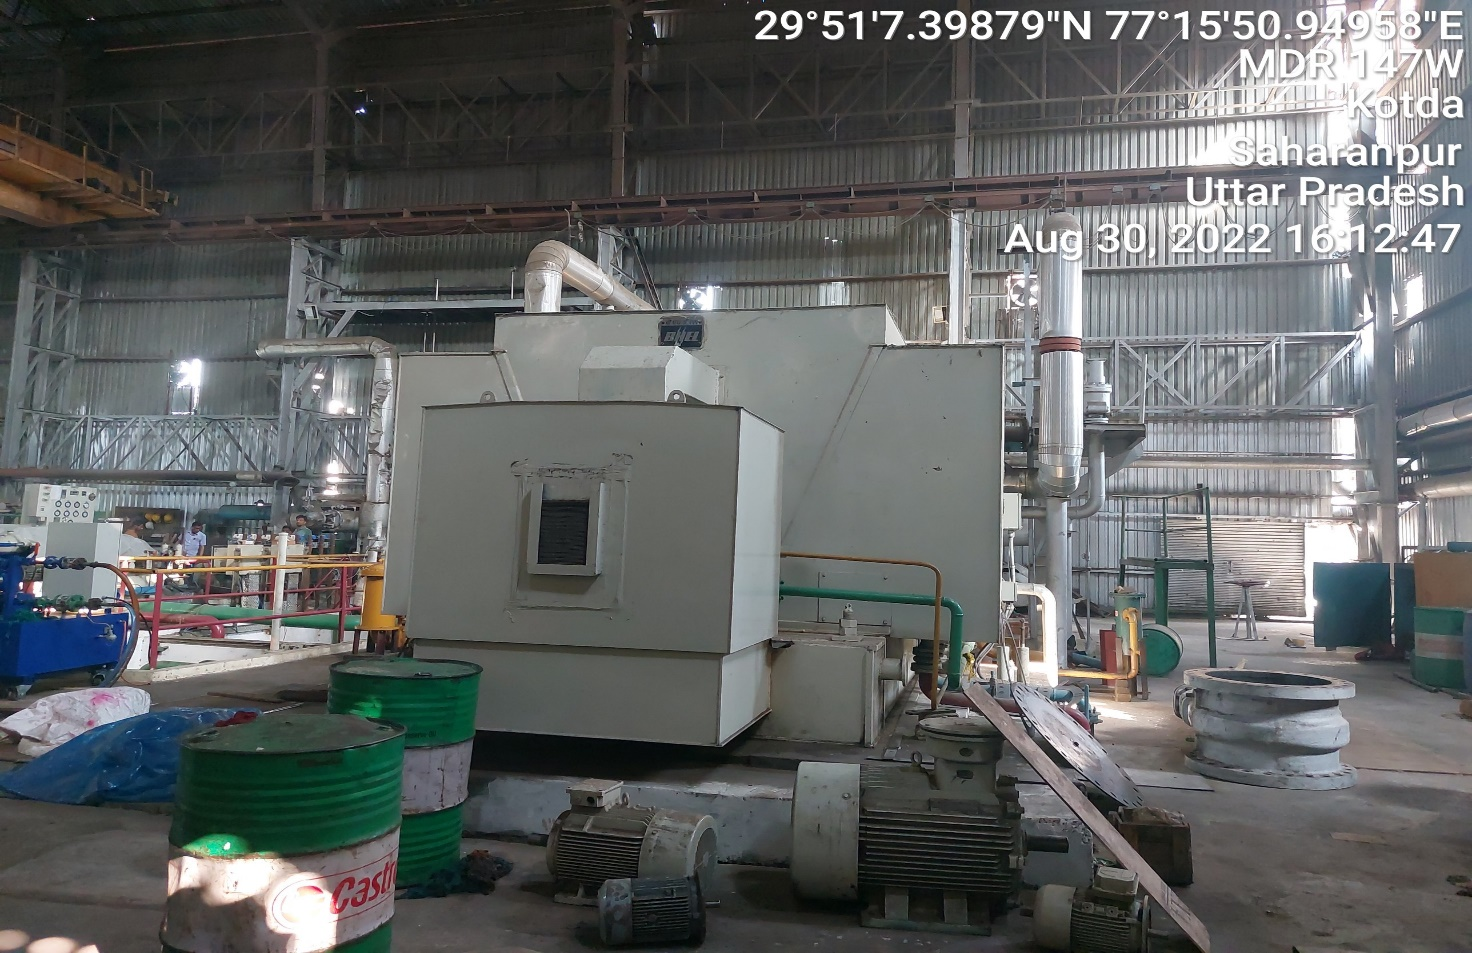 29°51'7.39879"N 77°15'50.94958"E
MDR 147W
Kotda
Saharanpur
Uttar Pradesh
Aug 30, 2022 16:12:47
BHEL